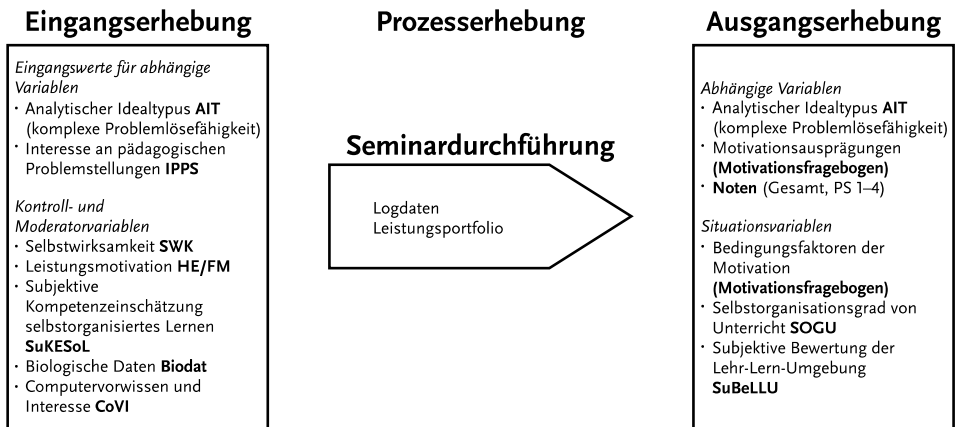 Eingangserhebung
Eingangswerte für abhängige
Variablen
· Analytischer Idealtypus AIT
(komplexe Problemlösefähigkeit)
· Interesse an pädagogischen
Problemstellungen IPPS
Kontroll- und
Moderatorvariablen
· Selbstwirksamkeit SWK
· Leistungsmotivation HE/FM
· Subjektive
Kompetenzeinschätzung
selbstorganisiertes Lernen
SuKESoL
· Biologische Daten Biodat
· Computervorwissen und
Interesse CoVI
Prozesserhebung
Seminardurchführung
Logdaten
Leistungsportfolio
Ausgangserhebung
Abhängige Variablen
· Analytischer Idealtypus AIT
(komplexe Problemlösefähigkeit)
· Motivationsausprägungen
(Motivationsfragebogen)
· Noten (Gesamt, PS 1–4)
Situationsvariablen
· Bedingungsfaktoren der
Motivation
(Motivationsfragebogen)
· Selbstorganisationsgrad von
Unterricht SOGU
· Subjektive Bewertung der
Lehr-Lern-Umgebung
SuBeLLU